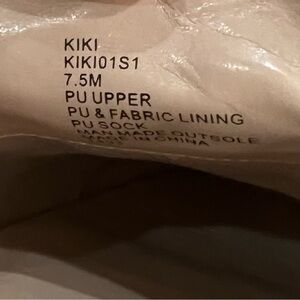 KIKI
KIKI01S1
7.5M
PU UPPER
PU & FABRIC LINING
PU SOCK
MAN MADE OUTSOLE
MADE IN CHINA